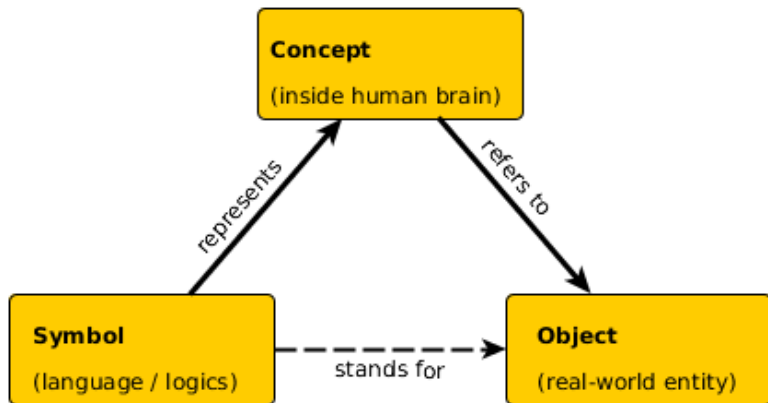 Concept
(inside human brain)
represents
refers to
Symbol
(language / logics)
stands for
Object
(real-world entity)